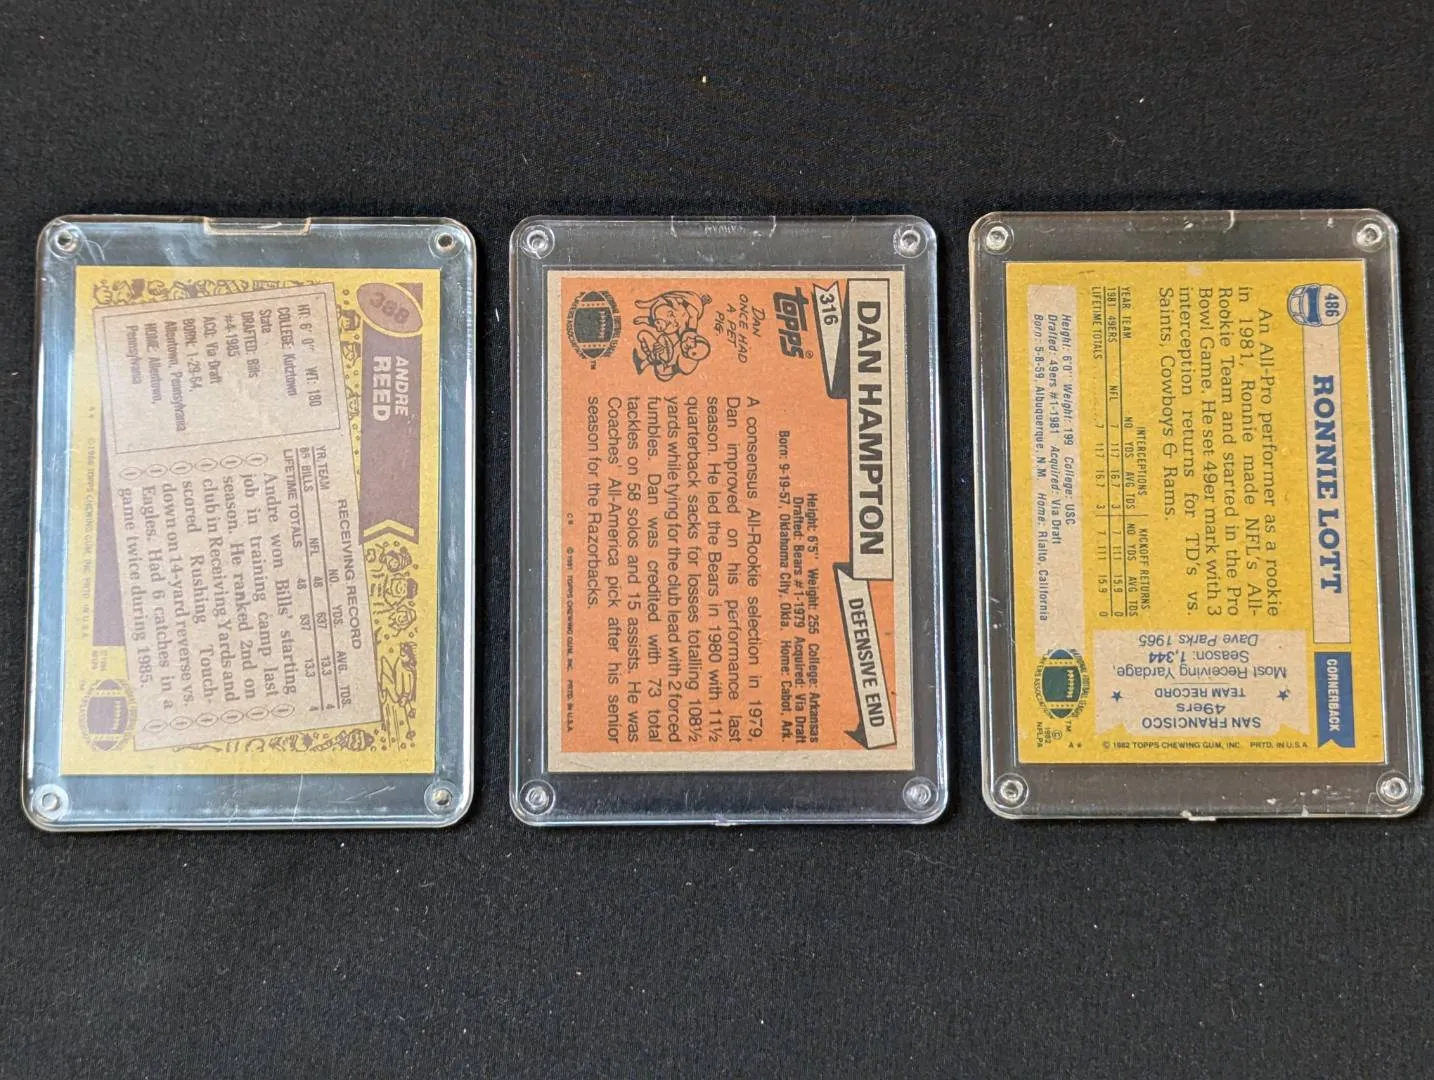 388
ANDRE
REED
HT: 6' 0" WT: 180
COLLEGE: Kutztown
State
DRAFTED: Bills
#4-1985
ACQ: Via Draft
BORN: 1-29-64,
Allentown, Pennsylvania
HOME: Allentown,
Pennsylvania
RECEIVING RECORD
YR. TEAM NO. YDS. AVG. TDS.
85 BILLS NFL 48 637 13.3 4
LIFETIME TOTALS 48 637 13.3 4
Andre won Bills' starting
job in training camp last
season. He ranked 2nd on
club in Receiving Yards and
scored Rushing Touch-
down on 14-yard reverse vs.
Eagles. Had 6 catches in a
game twice during 1985.
** © 1986 TOPPS CHEWING GUM, INC. PRTD. IN U.S.A.
316
DAN HAMPTON
DEFENSIVE END
TOPPS®
DAN
ONCE HAD
A PET
PIG
Height: 6'5" Weight: 255 College: Arkansas
Drafted: Bears #1-1979 Acquired: Via Draft
Born: 9-19-57, Oklahoma City, Okla. Home: Cabot, Ark.
A consensus All-Rookie selection in 1979,
Dan improved on his performance last
season. He led the Bears in 1980 with 11½
quarterback sacks for losses totalling 108½
yards while tying for the club lead with 2 forced
fumbles. Dan was credited with 73 total
tackles on 58 solos and 15 assists. He was
Coaches' All-America pick after his senior
season for the Razorbacks.
© 1981 TOPPS CHEWING GUM, INC. PRTD. IN U.S.A.
TM
486
RONNIE LOTT
CORNERBACK
An All-Pro performer as a rookie
in 1981, Ronnie made NFL's All-
Rookie Team and started in the Pro
Bowl Game. He set 49er mark with 3
interception returns for TD's vs.
Saints, Cowboys & Rams.
SAN FRANCISCO
49ers
TEAM RECORD
Most Receiving Yardage,
Season: 1,344
Dave Parks 1965
INTERCEPTIONS KICKOFF RETURNS
YEAR TEAM NO YDS AVG TDS NO YDS AVG TDS
1981 49ERS NFL 7 117 16.7 3 7 111 15.9 0
LIFETIME TOTALS 7 117 16.7 3 7 111 15.9 0
Height: 6'0" Weight: 199 College: USC
Drafted: 49ers #1-1981 Acquired: Via Draft
Born: 5-8-59, Albuquerque, N.M. Home: Rialto, California
TM
1982 ©
NFLPA
A * © 1982 TOPPS CHEWING GUM, INC. PRTD. IN U.S.A.